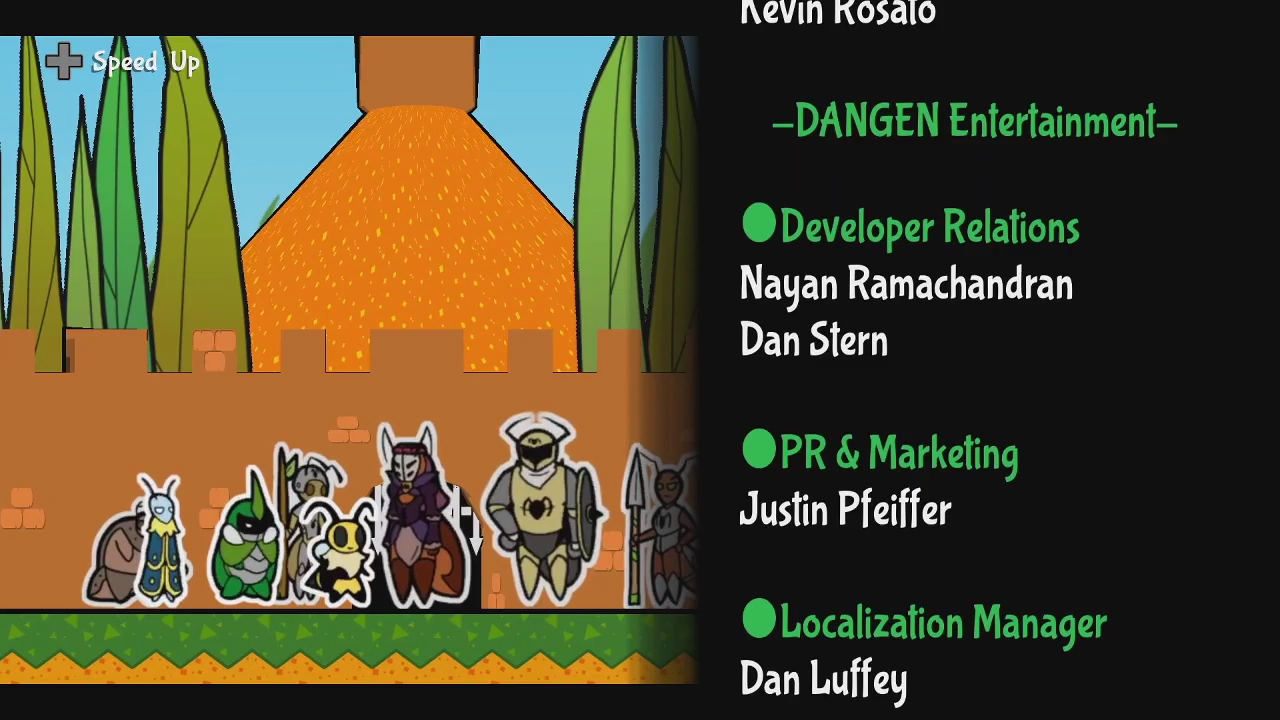 Speed Up
Kevin Rosato
-DANGEN Entertainment-
Developer Relations
Nayan Ramachandran
Dan Stern
PR & Marketing
Justin Pfeiffer
Localization Manager
Dan Luffey